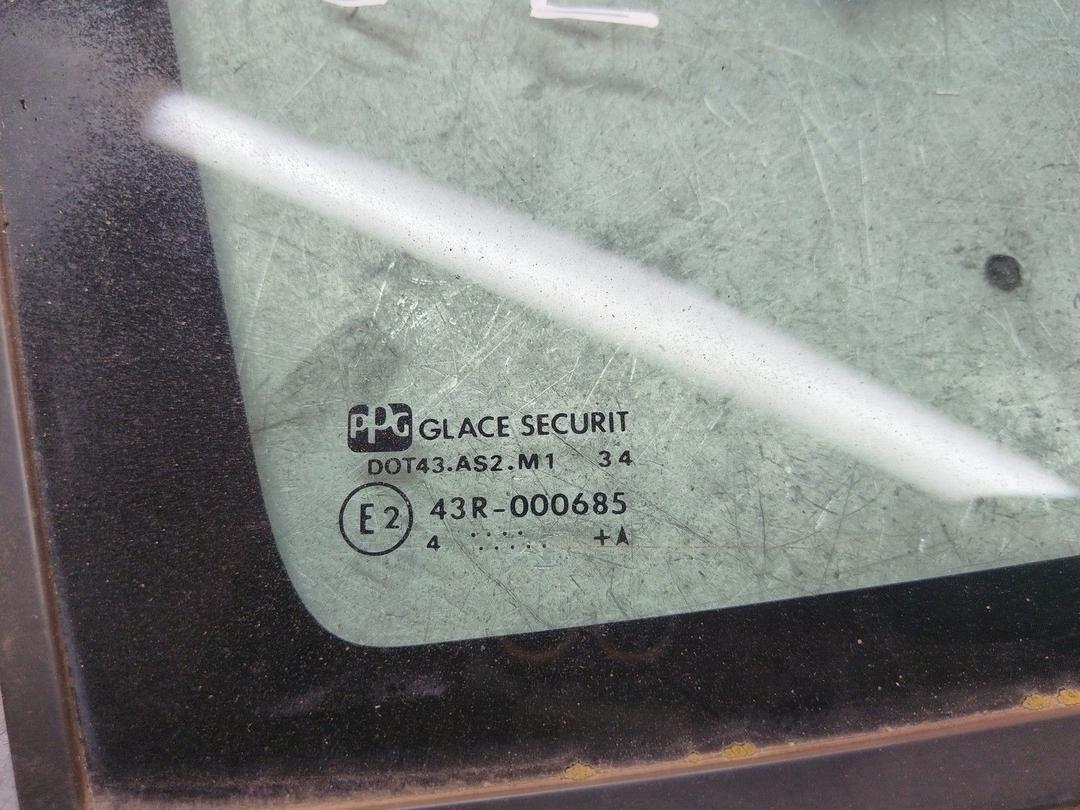 PPG GLACE SECURIT
DOT43.AS2.M1 34
E2 43R-000685
4 +A